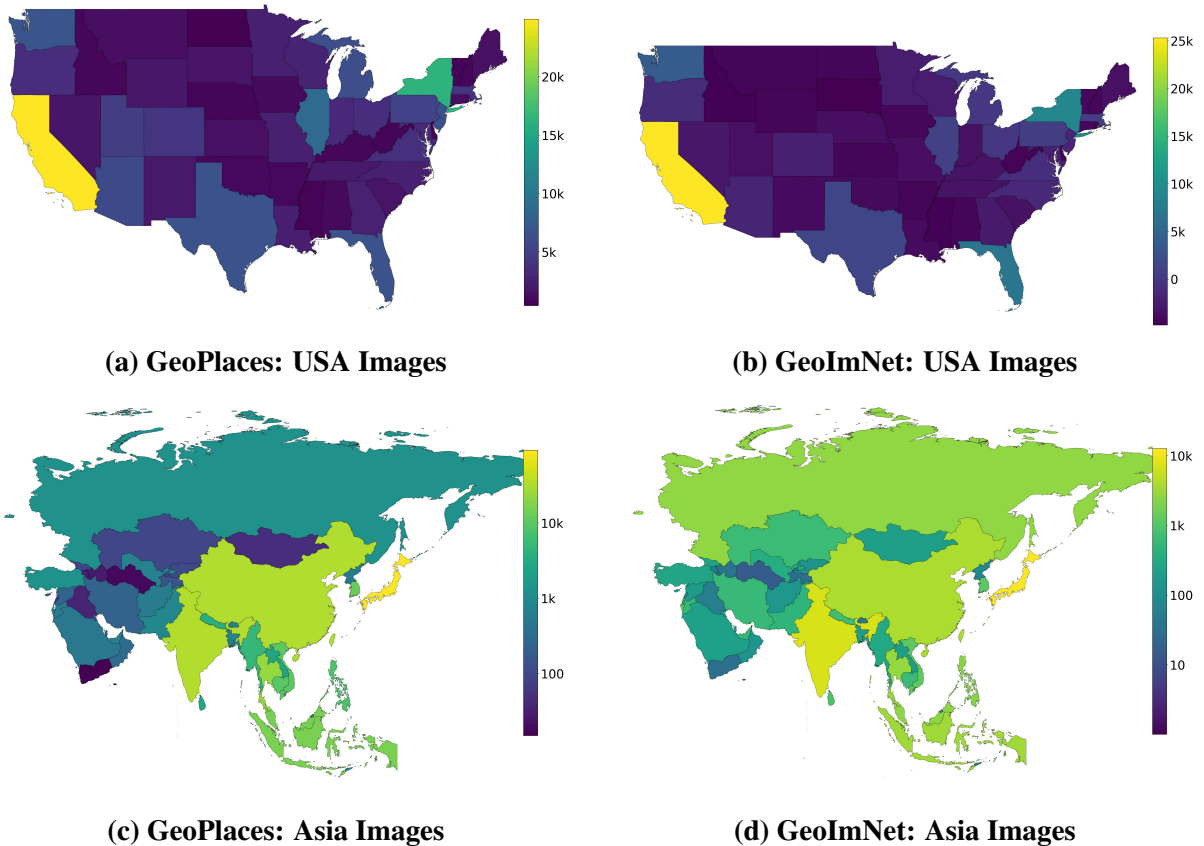 20k
15k
10k
5k
25k
20k
15k
10k
5k
0
(a) GeoPlaces: USA Images
(b) GeoImNet: USA Images
10k
1k
100
10k
1k
100
10
(c) GeoPlaces: Asia Images
(d) GeoImNet: Asia Images